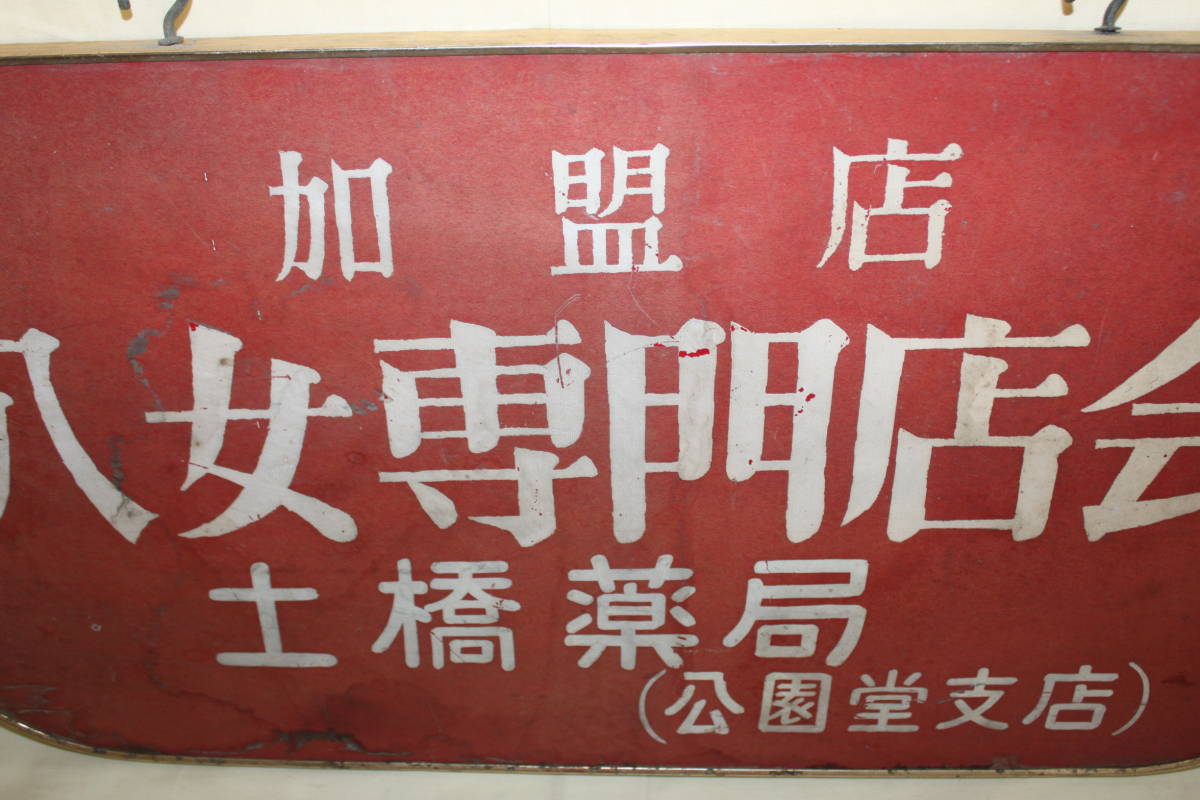 加盟店
八女専門店会
土橋薬局
(公園堂支店)